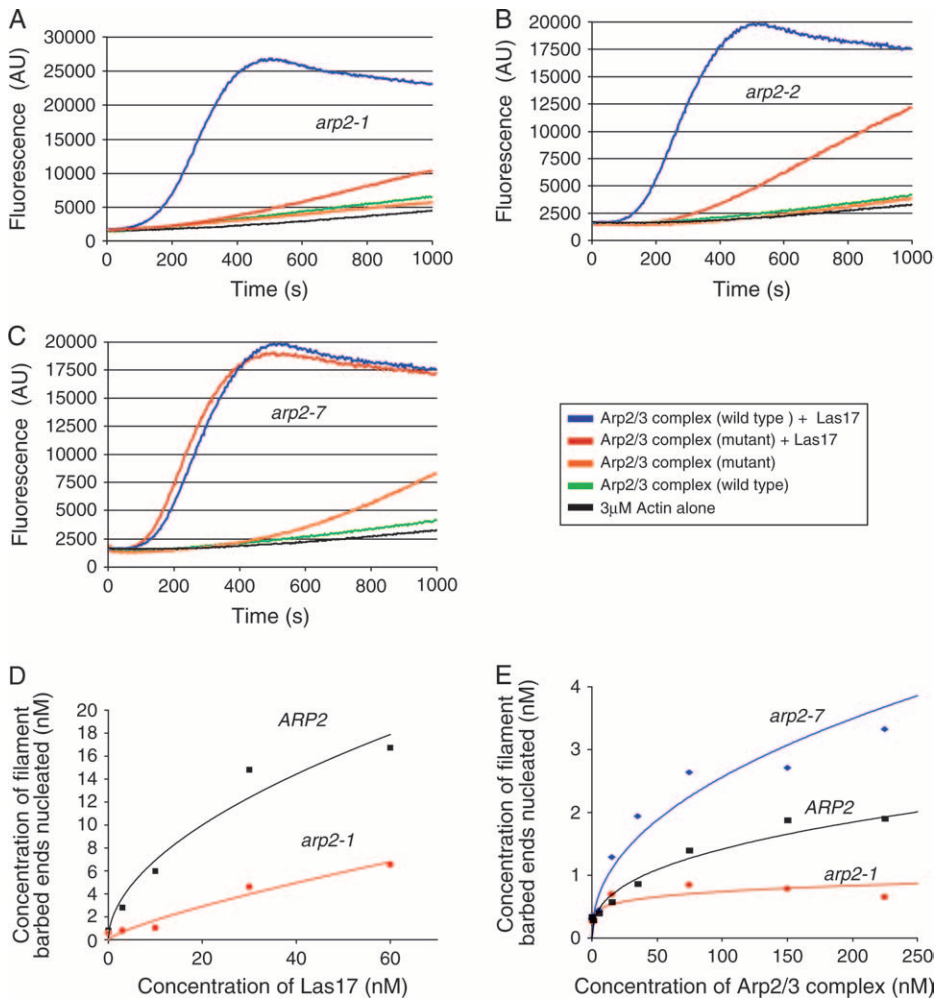 A
Fluorescence (AU)
30000
25000
20000
15000
10000
5000
0
arp2-1
0 200 400 600 800 1000
Time (s)
B
Fluorescence (AU)
20000
17500
15000
12500
10000
7500
5000
2500
0
arp2-2
0 200 400 600 800 1000
Time (s)
C
Fluorescence (AU)
20000
17500
15000
12500
10000
7500
5000
2500
0
arp2-7
0 200 400 600 800 1000
Time (s)
Arp2/3 complex (wild type ) + Las17
Arp2/3 complex (mutant) + Las17
Arp2/3 complex (mutant)
Arp2/3 complex (wild type)
3μM Actin alone
D
Concentration of filament
barbed ends nucleated (nM)
20
18
16
14
12
10
8
6
4
2
0
ARP2
arp2-1
0 20 40 60
Concentration of Las17 (nM)
E
Concentration of filament
barbed ends nucleated (nM)
4
3
2
1
0
arp2-7
ARP2
arp2-1
0 50 100 150 200 250
Concentration of Arp2/3 complex (nM)